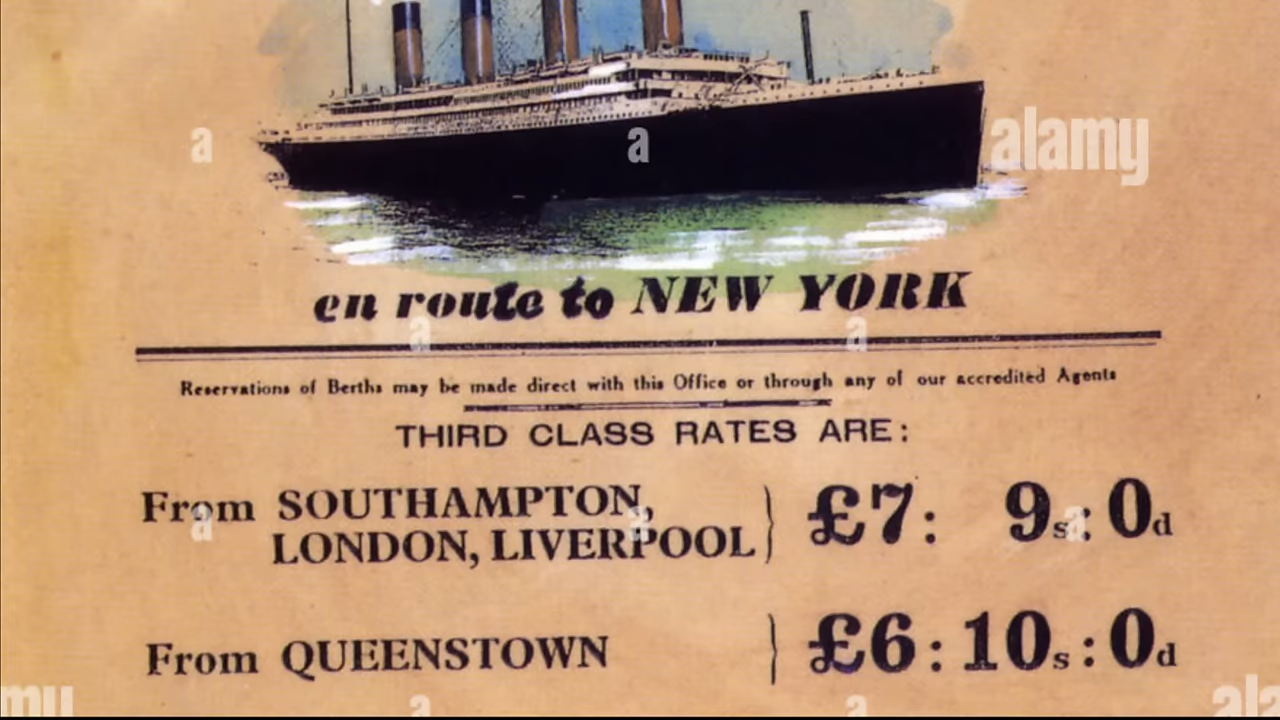 a
a
alamy
en route to NEW YORK
a
a
Reservations of Berths may be made direct with this Office or through any of our accredited Agents
THIRD CLASS RATES ARE:
From SOUTHAMPTON,
LONDON, LIVERPOOL } £7: 9s: 0d
a
a
a
From QUEENSTOWN } £6:10s:0d
my
a
a
ala